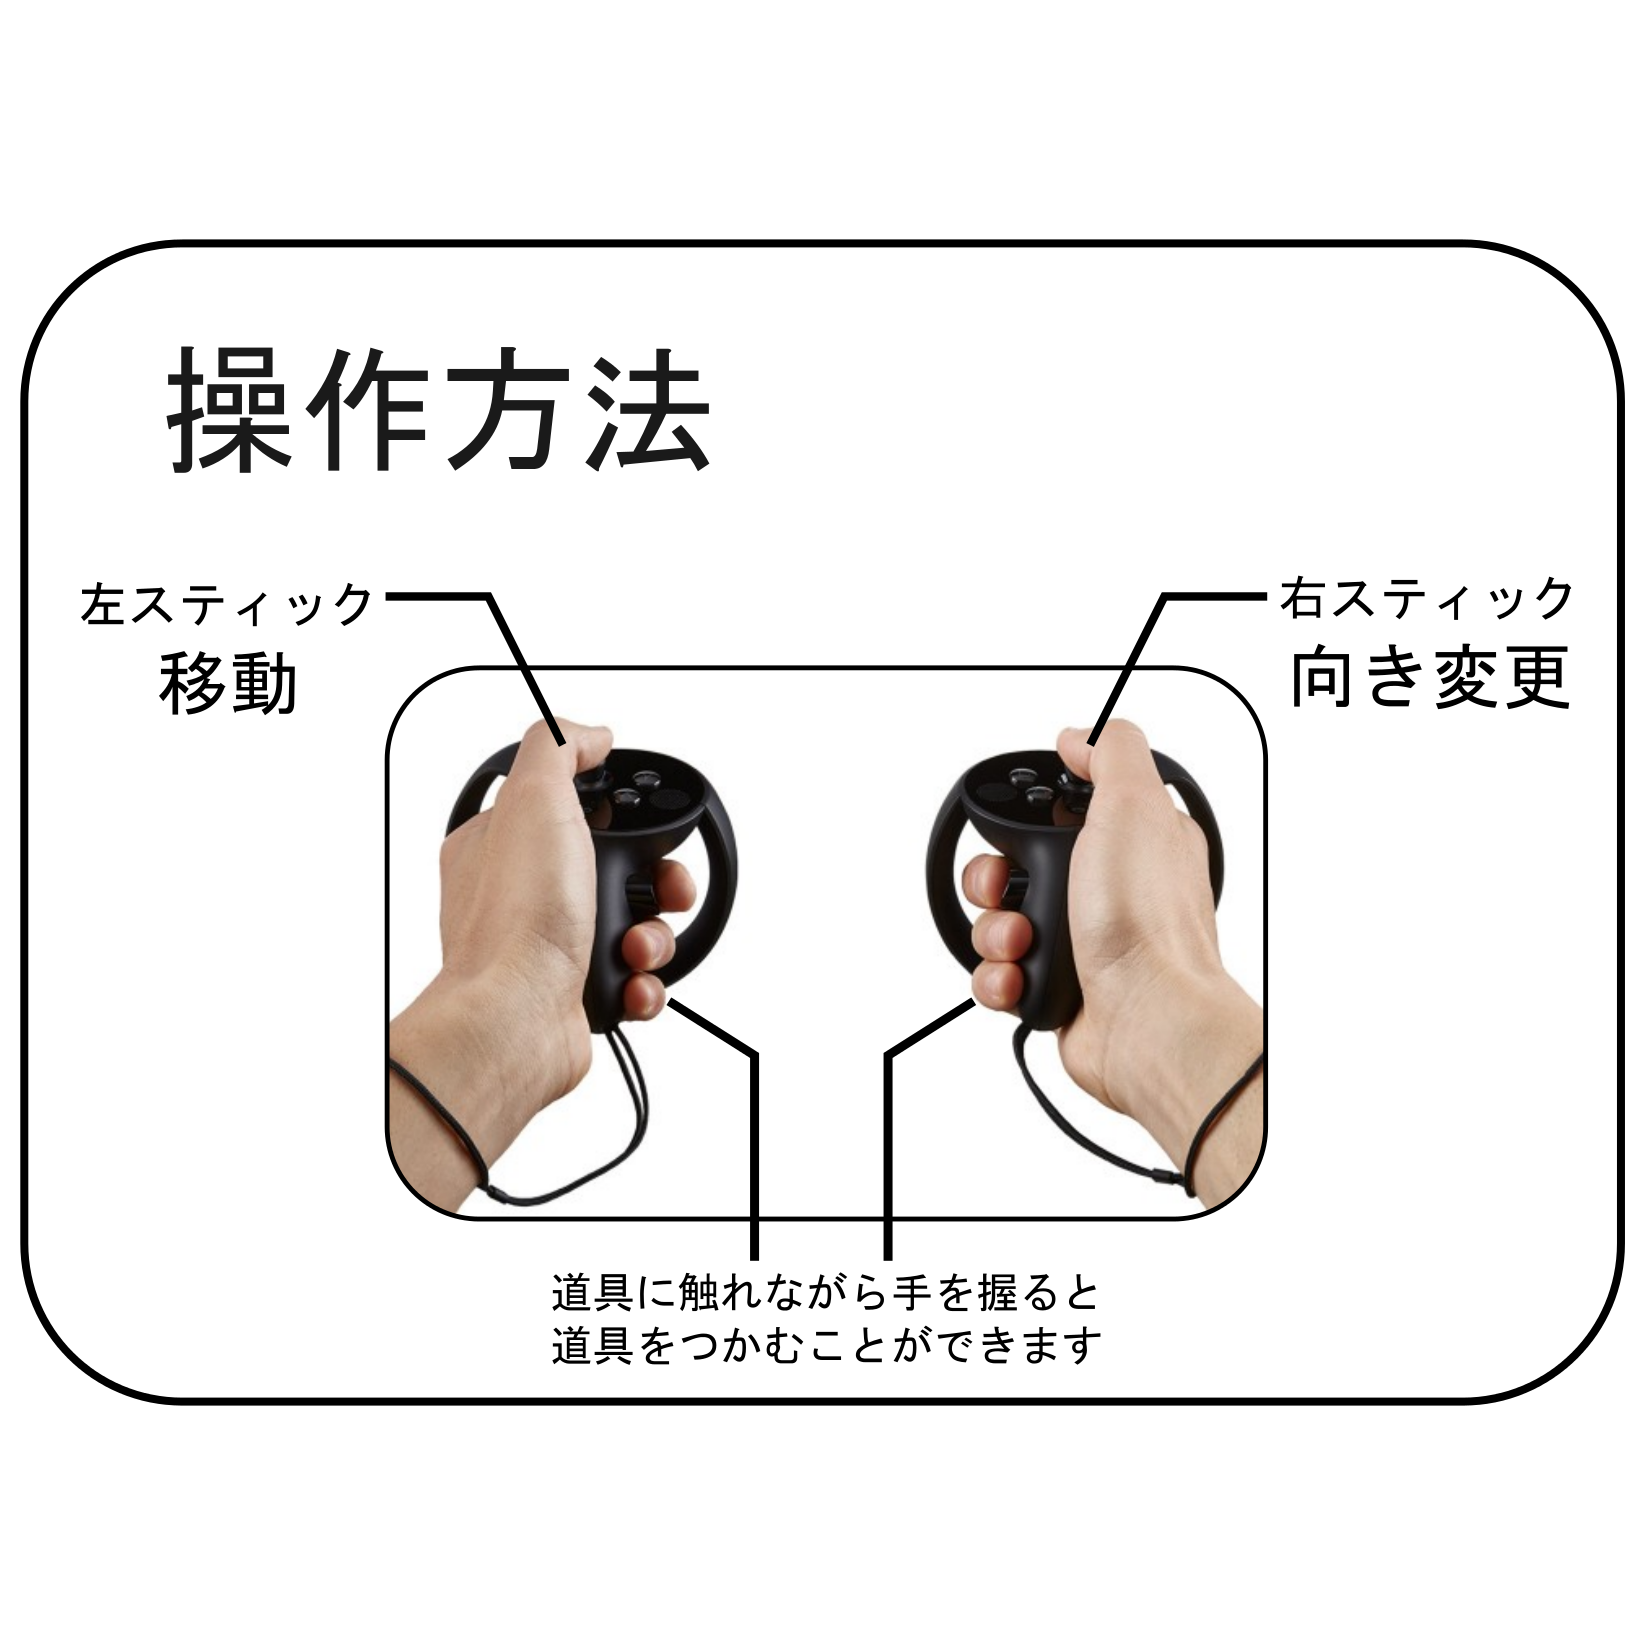 操作方法
左スティック
移動
右スティック
向き変更
道具に触れながら手を握ると
道具をつかむことができます